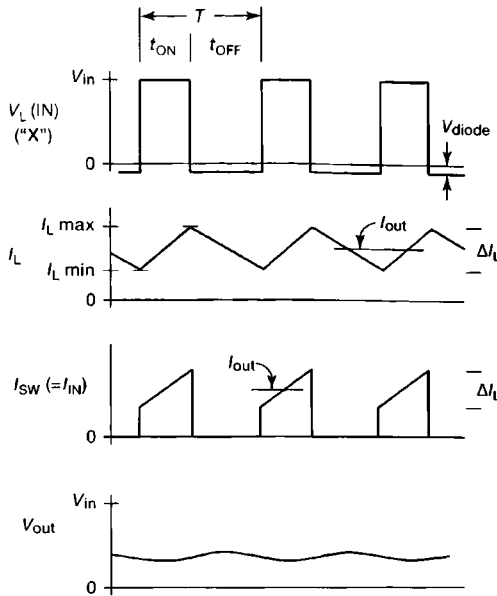 T
tON tOFF
Vin
VL (IN)
("X")
0
Vdiode
IL max
IL
IL min
0
Iout
ΔIL
ISW (=IIN)
0
Iout
ΔIL
Vin
Vout
0